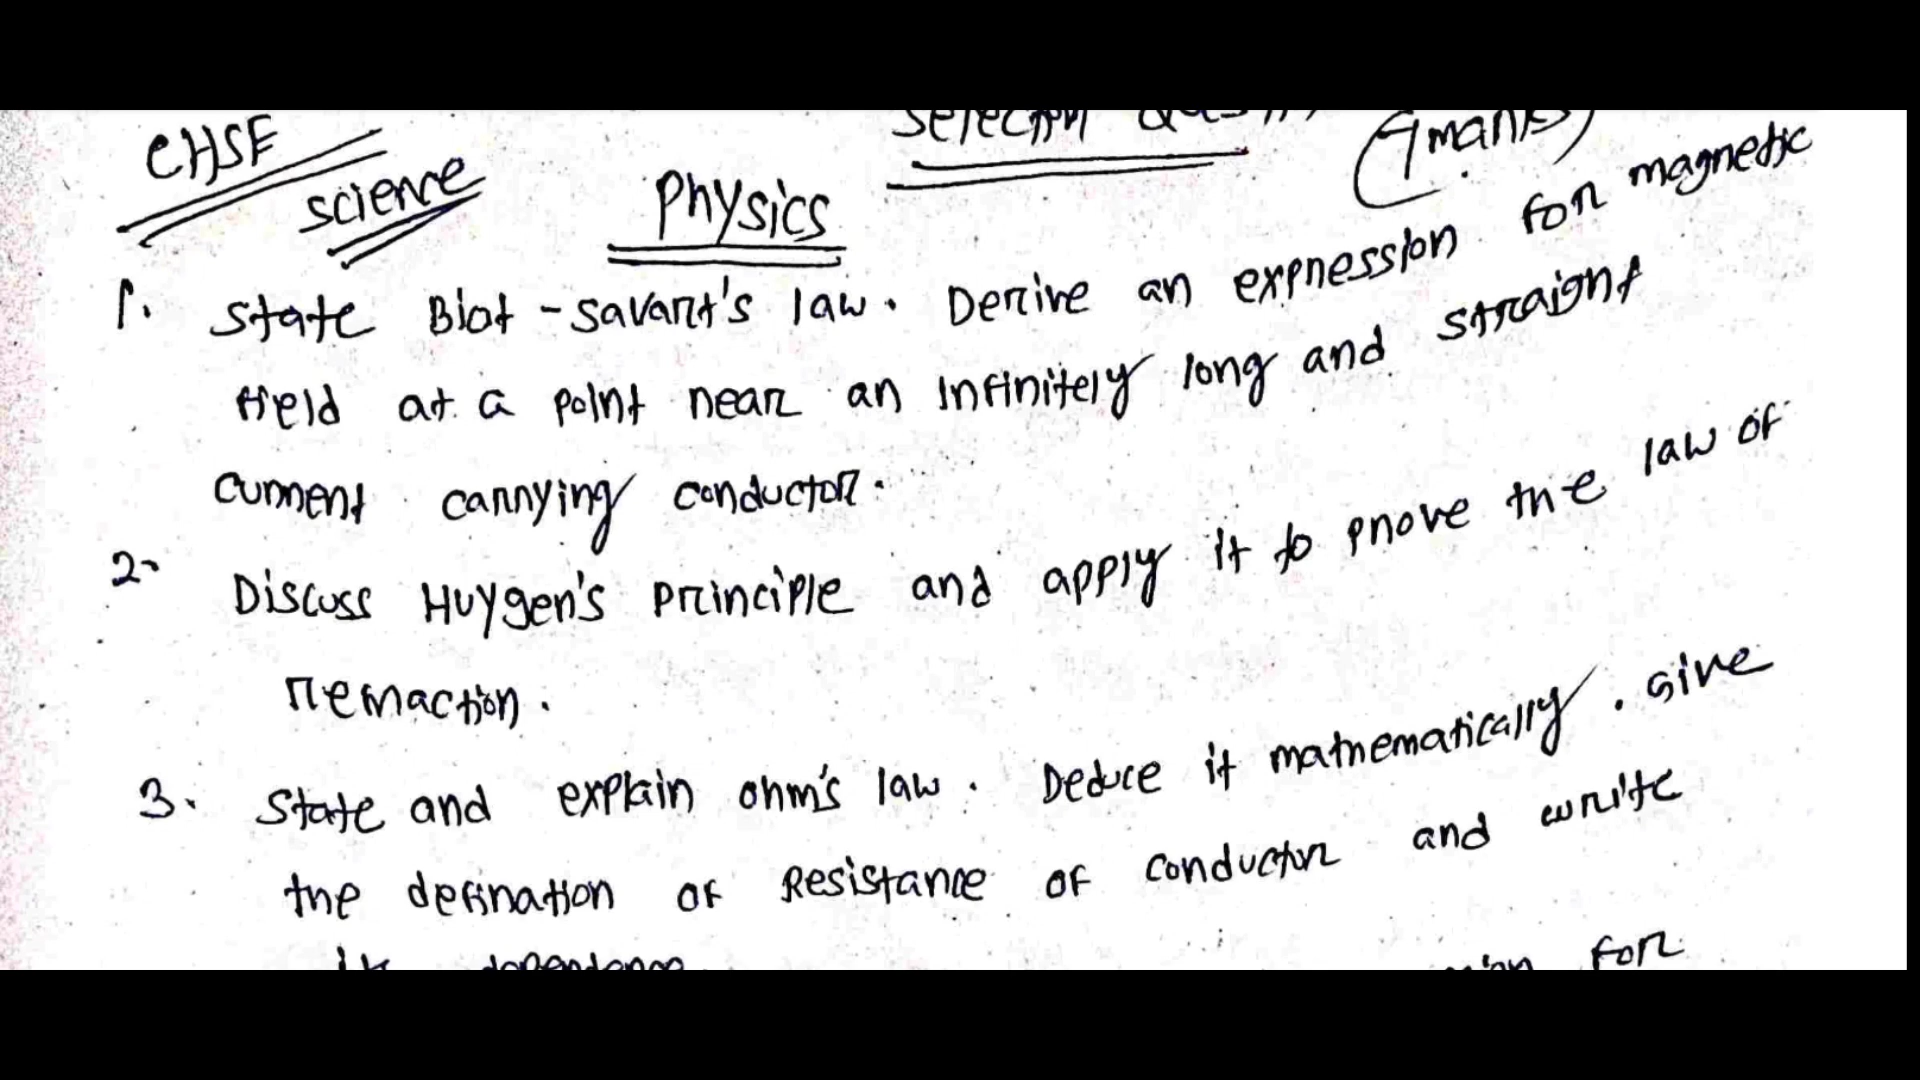 CHSE
Science
Selection
Physics
(7 marks)
1. State Biot - Savart's law. Derive an expression for magnetic
field at a point near an infinitely long and straight
current carrying conductor.
2. Discuss Huygen's principle and apply it to prove the law of
refraction.
3. State and explain ohm's law. Deduce it mathematically. Give
the defination of Resistance of conductor and write
its dependence
for